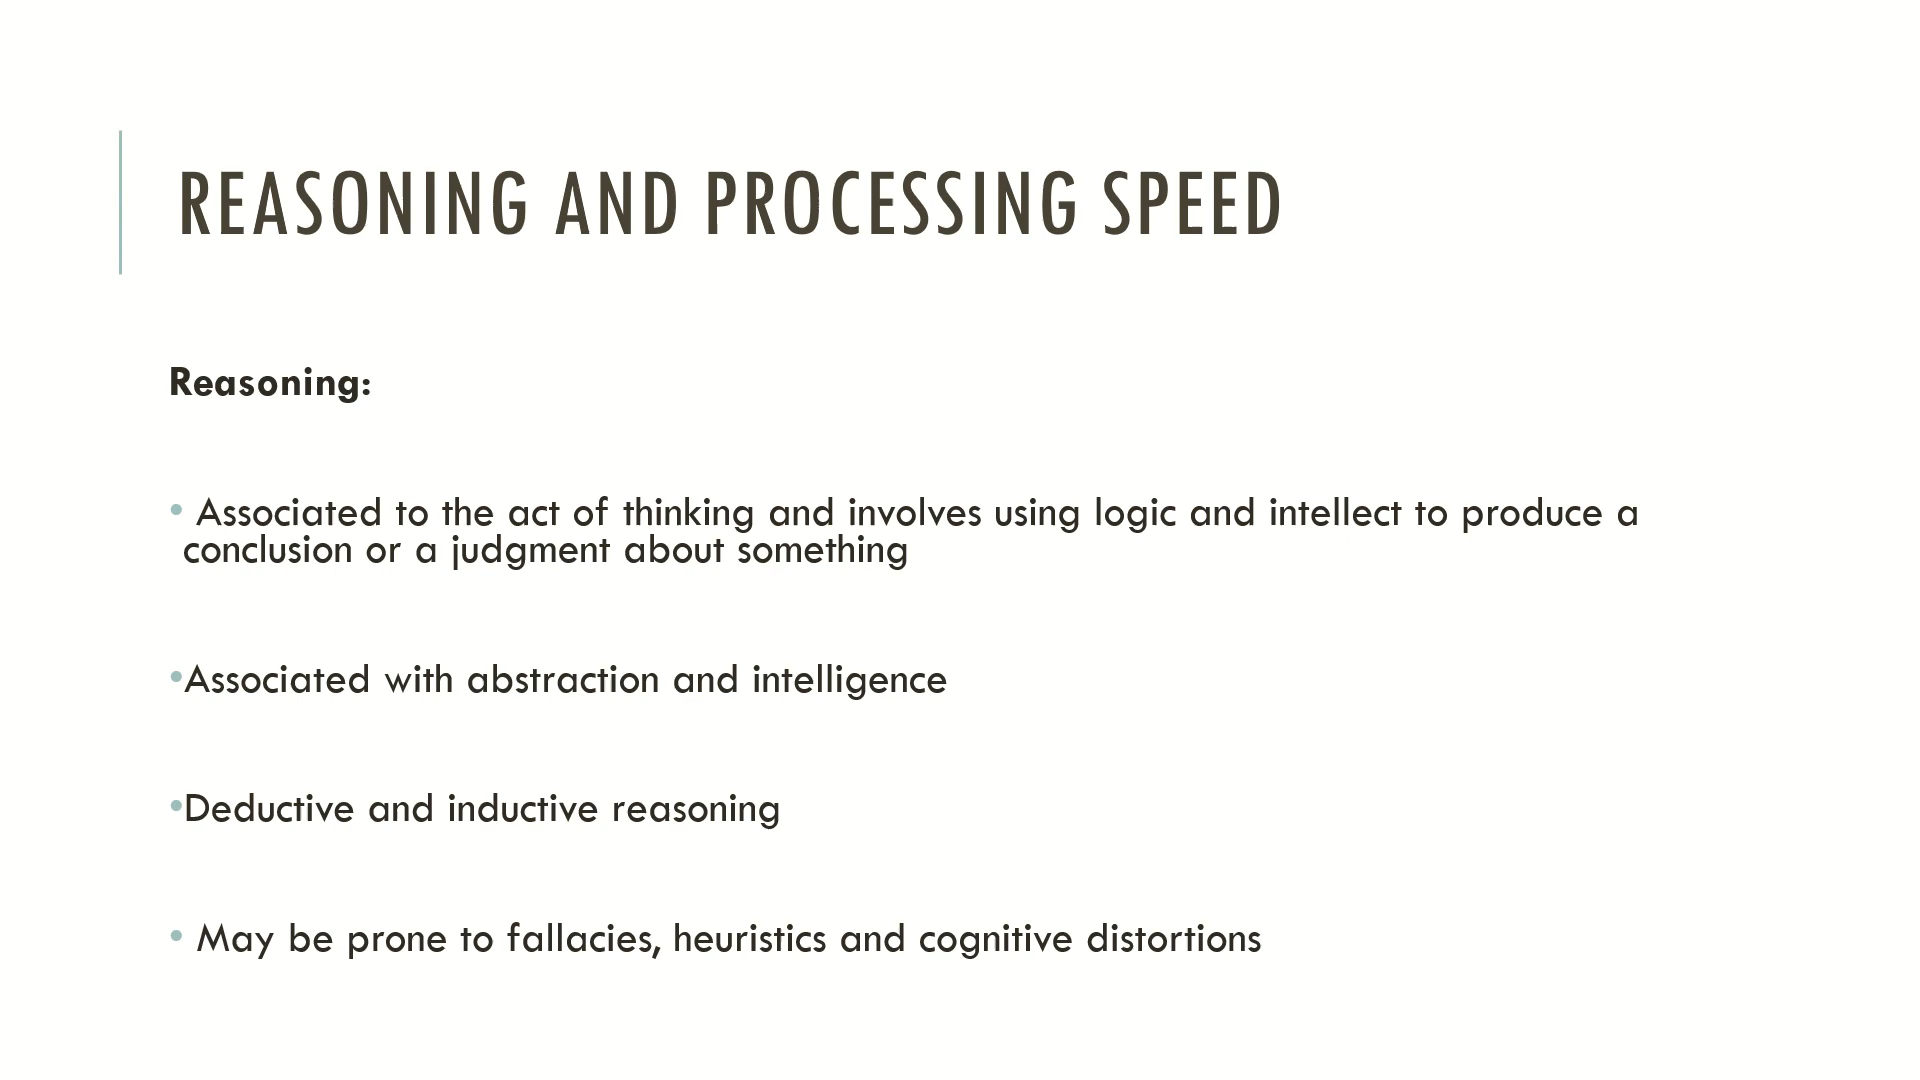 REASONING AND PROCESSING SPEED
Reasoning:
• Associated to the act of thinking and involves using logic and intellect to produce a
conclusion or a judgment about something
•Associated with abstraction and intelligence
•Deductive and inductive reasoning
• May be prone to fallacies, heuristics and cognitive distortions